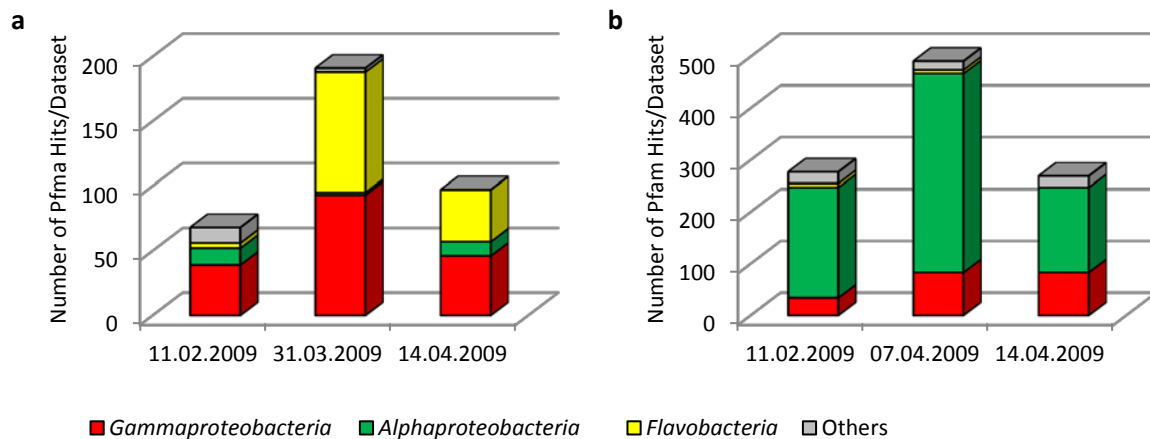 a
Number of Pfma Hits/Dataset
200
150
100
50
0
11.02.2009 31.03.2009 14.04.2009
b
Number of Pfam Hits/Dataset
500
400
300
200
100
0
11.02.2009 07.04.2009 14.04.2009
Gammaproteobacteria Alphaproteobacteria Flavobacteria Others